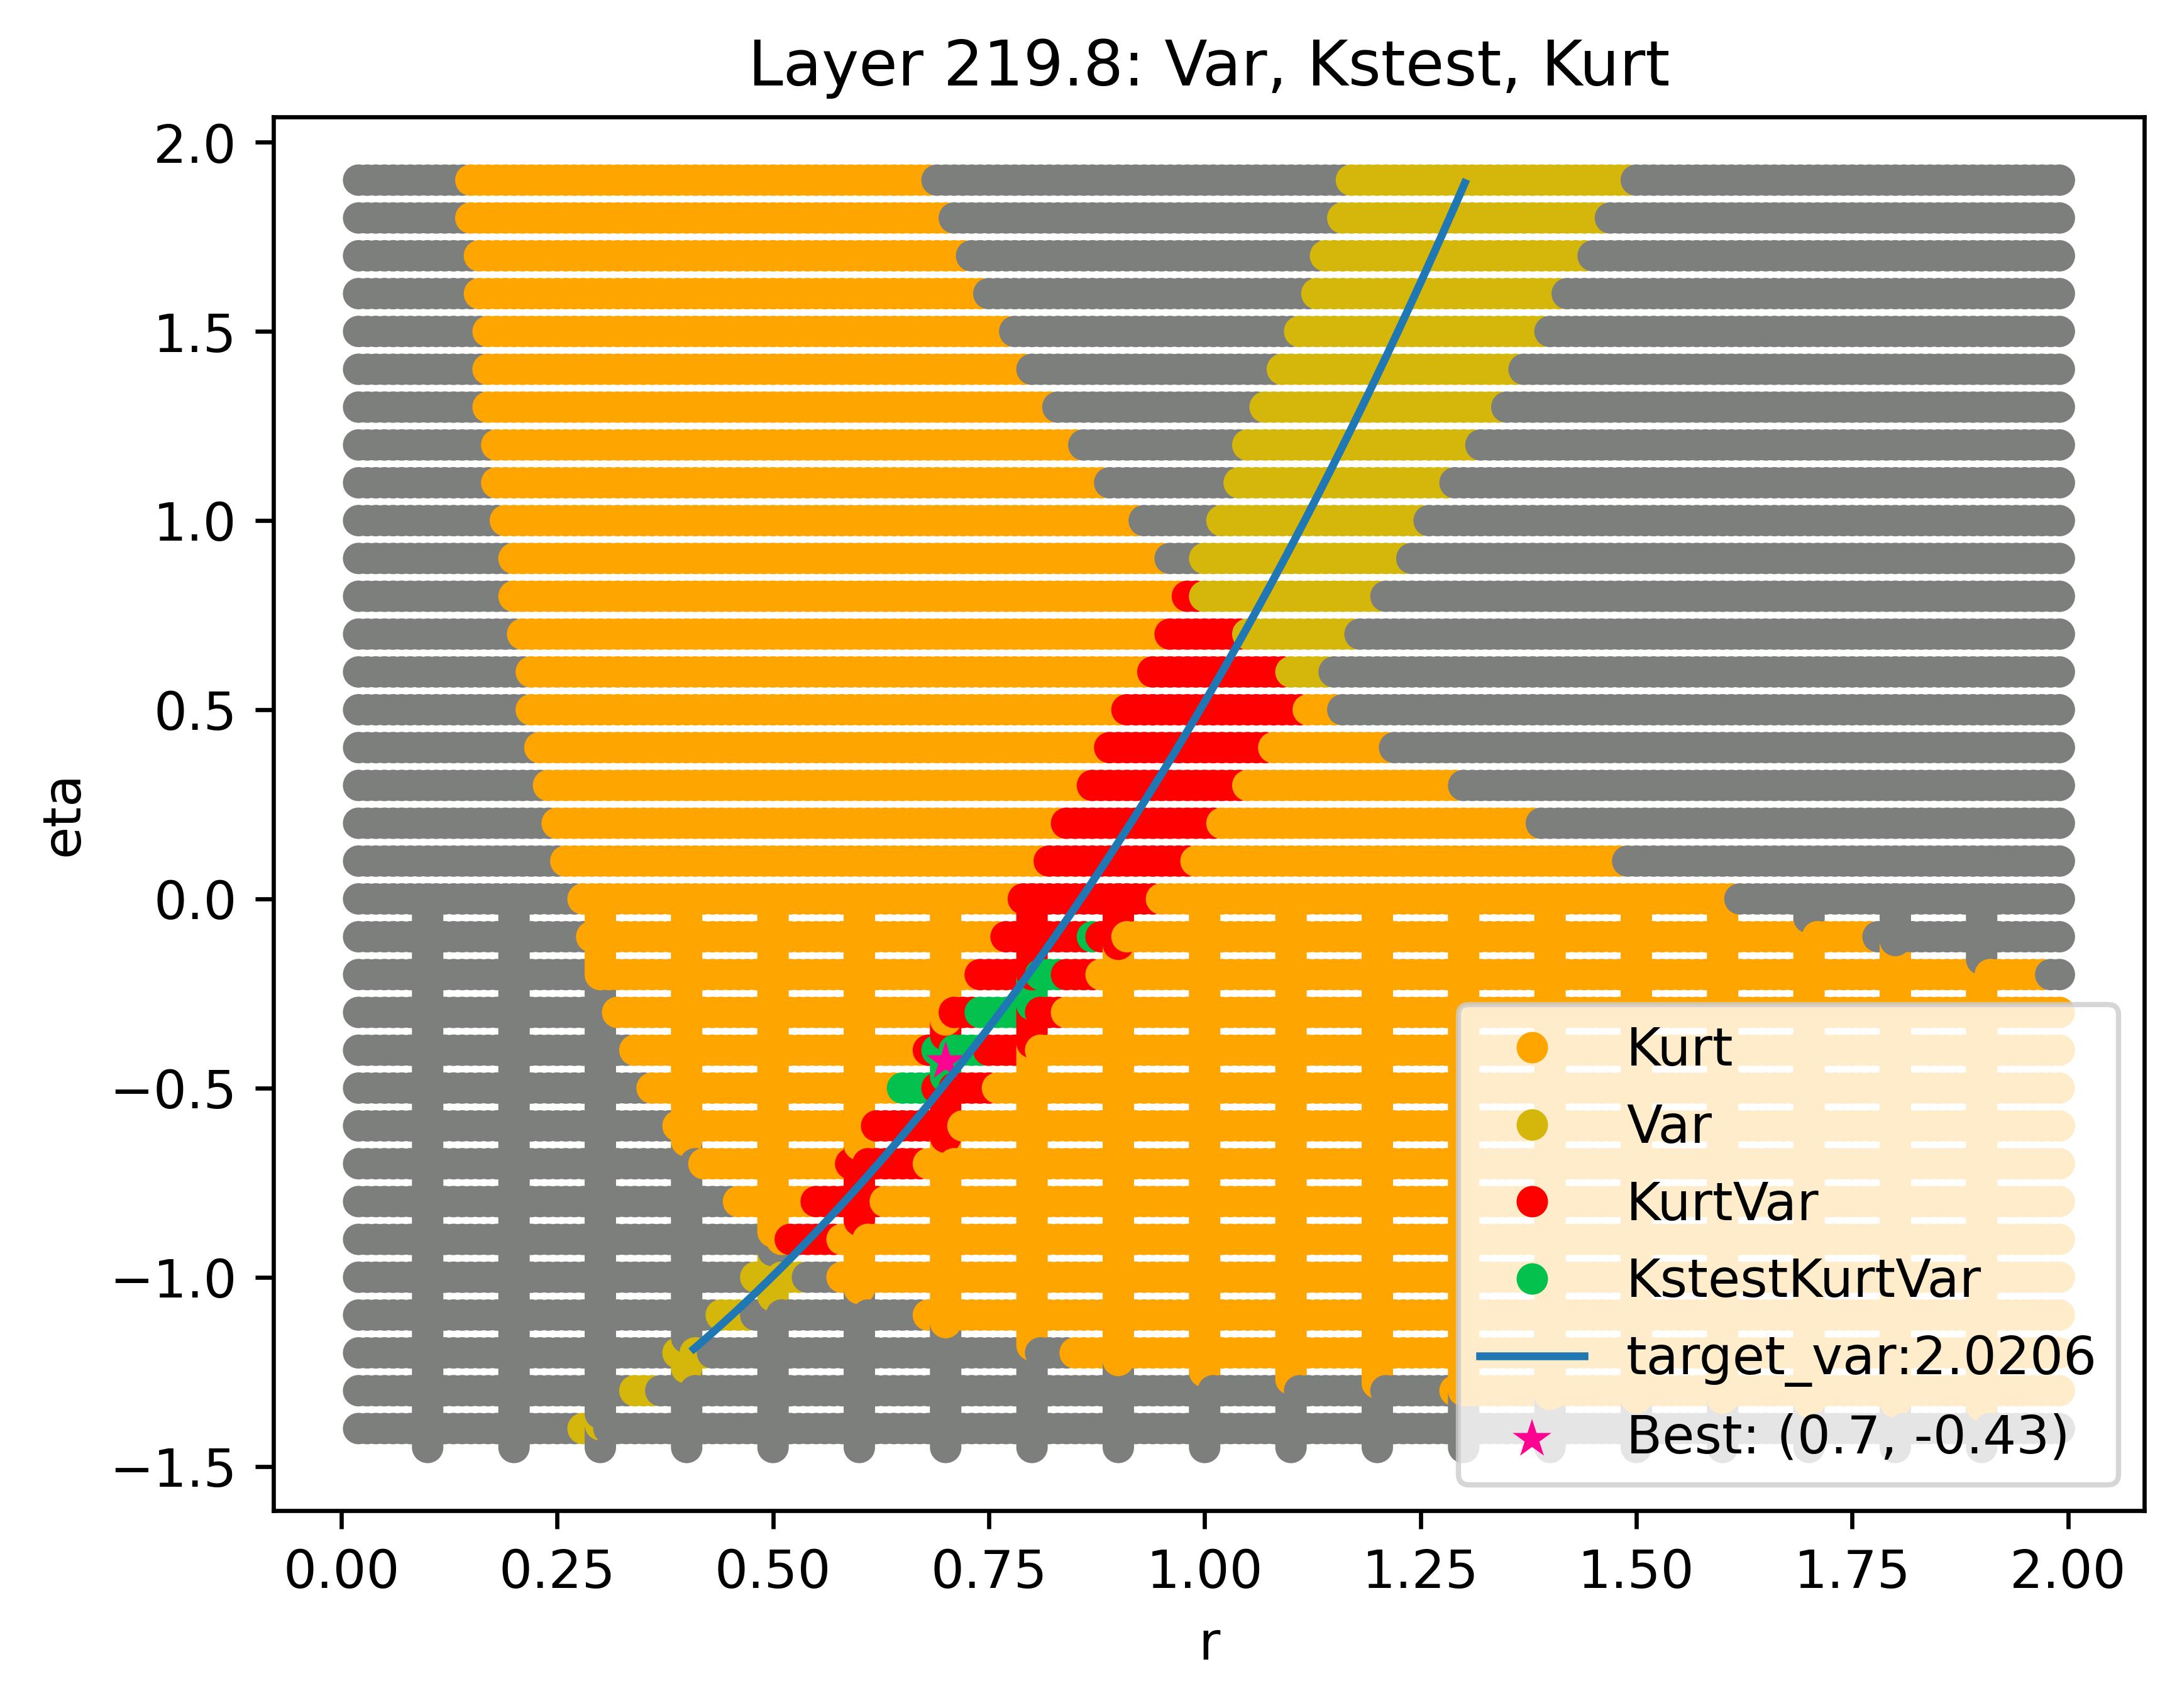 Layer 219.8: Var, Kstest, Kurt
2.0
1.5
1.0
0.5
0.0
−0.5
−1.0
−1.5
eta
Kurt
Var
KurtVar
KstestKurtVar
target_var:2.0206
Best: (0.7, -0.43)
0.00 0.25 0.50 0.75 1.00 1.25 1.50 1.75 2.00
r